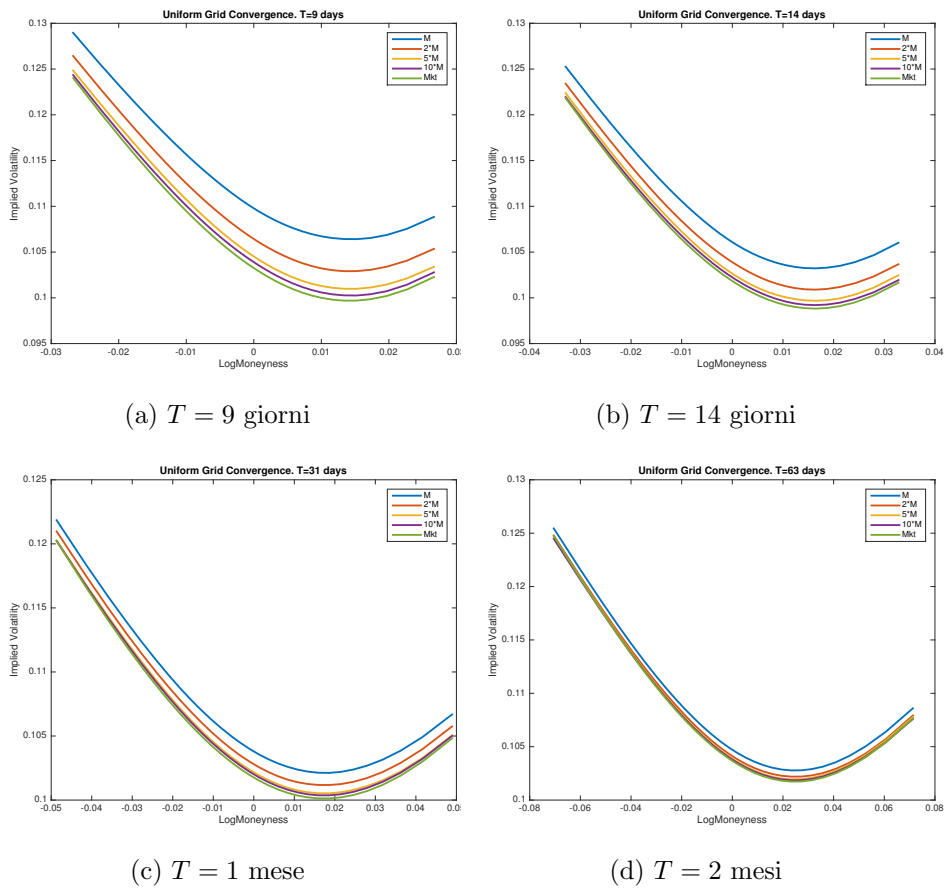 Uniform Grid Convergence. T=9 days
0.13
0.125
0.12
0.115
0.11
0.105
0.1
0.095
Implied Volatility
-0.03 -0.02 -0.01 0 0.01 0.02 0.03
LogMoneyness
M
2*M
5*M
10*M
Mkt
(a) T = 9 giorni
Uniform Grid Convergence. T=14 days
0.13
0.125
0.12
0.115
0.11
0.105
0.1
0.095
Implied Volatility
-0.04 -0.03 -0.02 -0.01 0 0.01 0.02 0.03 0.04
LogMoneyness
M
2*M
5*M
10*M
Mkt
(b) T = 14 giorni
Uniform Grid Convergence. T=31 days
0.125
0.12
0.115
0.11
0.105
0.1
Implied Volatility
-0.05 -0.04 -0.03 -0.02 -0.01 0.00 0.01 0.02 0.03 0.04 0.05
LogMoneyness
M
2*M
5*M
10*M
Mkt
(c) T = 1 mese
Uniform Grid Convergence. T=63 days
0.13
0.125
0.12
0.115
0.11
0.105
0.1
Implied Volatility
-0.08 -0.06 -0.04 -0.02 0 0.02 0.04 0.06 0.08
LogMoneyness
M
2*M
5*M
10*M
Mkt
(d) T = 2 mesi